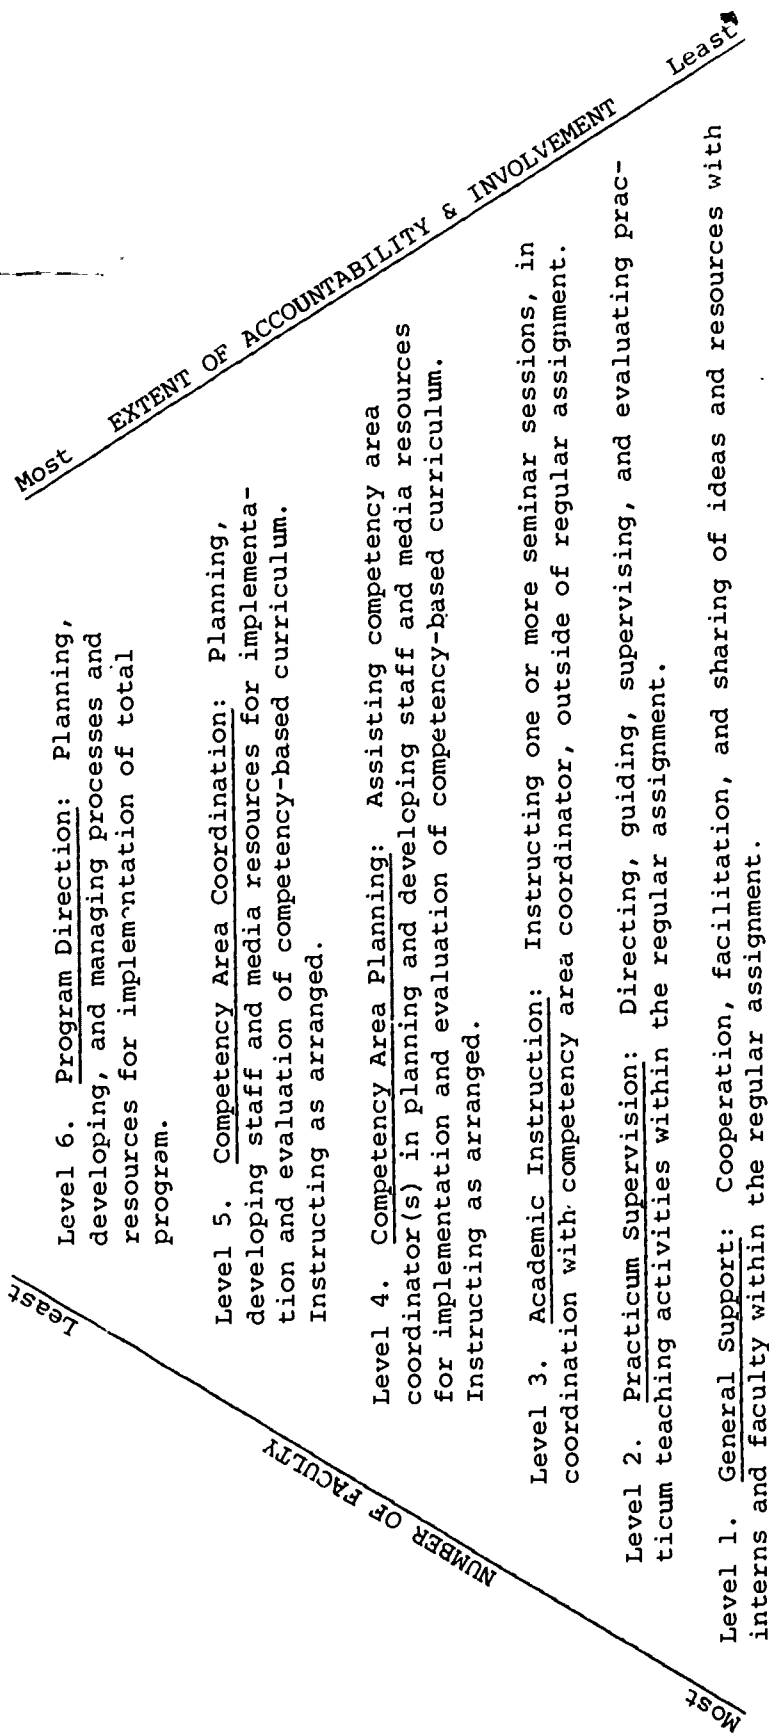 Most EXTENT OF ACCOUNTABILITY & INVOLVEMENT Least
Least NUMBER OF FACULTY Most
Level 6. Program Direction: Planning,
developing, and managing processes and
resources for implementation of total
program.
Level 5. Competency Area Coordination: Planning,
developing staff and media resources for implementa-
tion and evaluation of competency-based curriculum.
Instructing as arranged.
Level 4. Competency Area Planning: Assisting competency area
coordinator(s) in planning and developing staff and media resources
for implementation and evaluation of competency-based curriculum.
Instructing as arranged.
Level 3. Academic Instruction: Instructing one or more seminar sessions, in
coordination with competency area coordinator, outside of regular assignment.
Level 2. Practicum Supervision: Directing, guiding, supervising, and evaluating prac-
ticum teaching activities within the regular assignment.
Level 1. General Support: Cooperation, facilitation, and sharing of ideas and resources with
interns and faculty within the regular assignment.